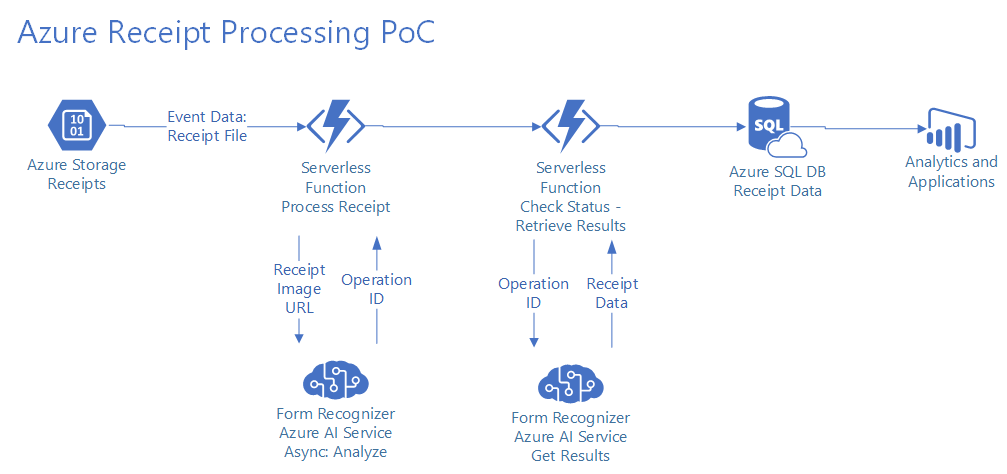 Azure Receipt Processing PoC
10
01
Azure Storage
Receipts
Event Data:
Receipt File
Serverless
Function
Process Receipt
Serverless
Function
Check Status -
Retrieve Results
SQL
Azure SQL DB
Receipt Data
Analytics and
Applications
Receipt
Image
URL
Operation
ID
Operation
ID
Receipt
Data
Form Recognizer
Azure AI Service
Async: Analyze
Form Recognizer
Azure AI Service
Get Results